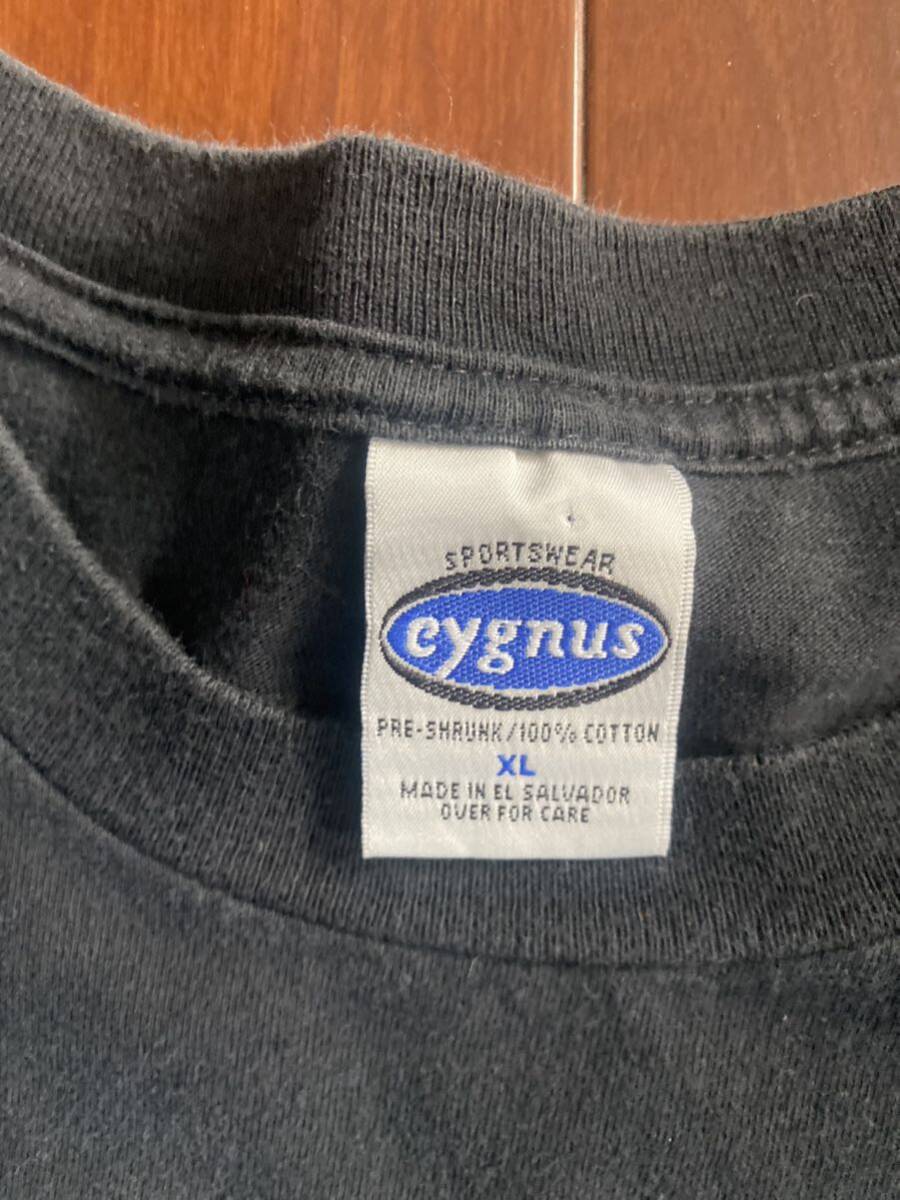 SPORTSWEAR
cygnus
PRE-SHRUNK/100% COTTON
XL
MADE IN EL SALVADOR
OVER FOR CARE